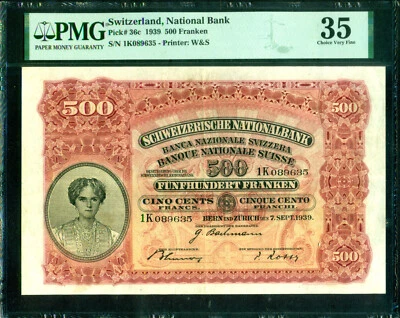 PMG
PAPER MONEY GUARANTY
Switzerland, National Bank
Pick# 36c 1939 500 Franken
S/N 1K089635 - Printer: W&S
35
Choice Very Fine
500
500
SCHWEIZERISCHE NATIONALBANK
BANCA NAZIONALE SVIZZERA
BANQUE NATIONALE SUISSE
500 1K089635
FÜNFHUNDERT FRANKEN
CINQ CENTS CINQUE CENTO
FRANCS FRANCHI
1K089635 BERN UND ZÜRICH DEN 7. SEPT. 1939.
G. Bachmann
500